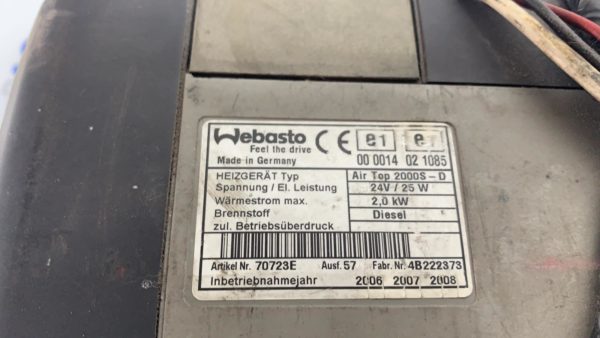 Webasto CE e1 e1
Feel the drive
Made in Germany 00 0014 02 1085
HEIZGERÄT Typ Air Top 2000S-D
Spannung / El. Leistung 24V / 25 W
Wärmestrom max. 2,0 kW
Brennstoff Diesel
zul. Betriebsüberdruck
Artikel Nr. 70723E Ausf. 57 Fabr. Nr. 4B222373
Inbetriebnahmejahr 2006 2007 2008